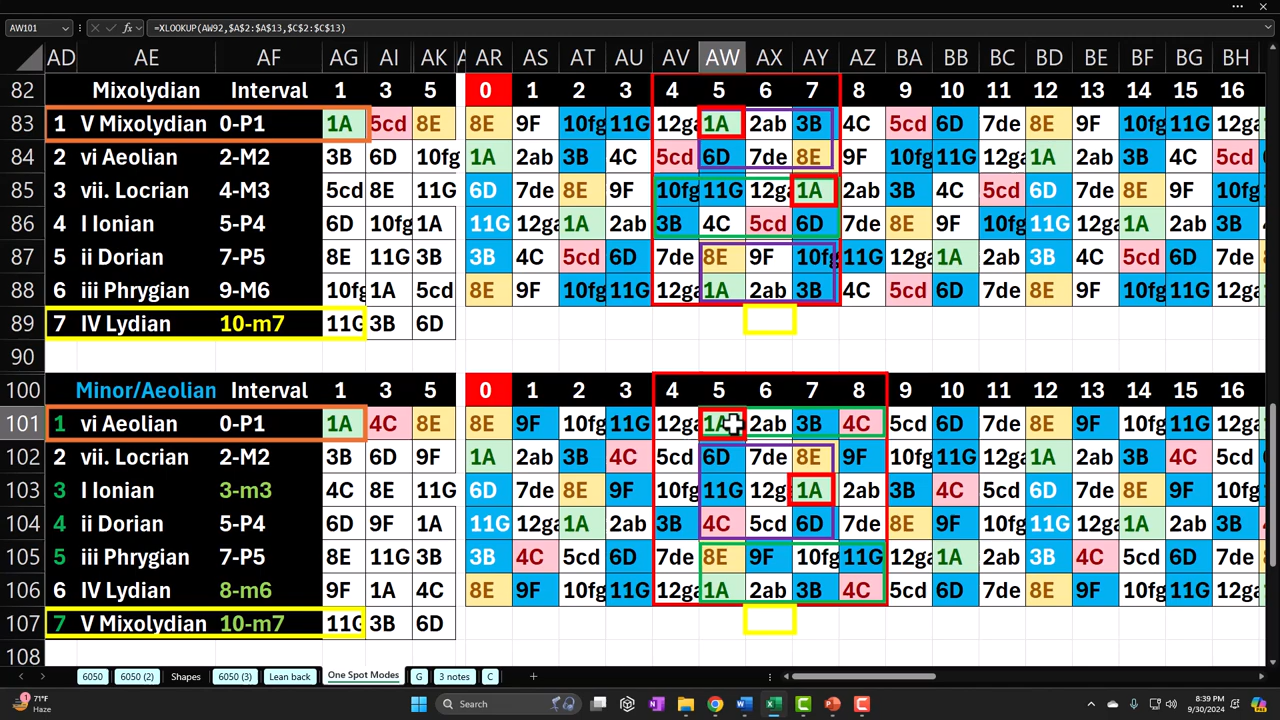 AW101 fx =XLOOKUP(AW92,$A$2:$A$13,$C$2:$C$13)
AD AE AF AG AI AK AR AS AT AU AV AW AX AY AZ BA BB BC BD BE BF BG BH
82 Mixolydian Interval 1 3 5 0 1 2 3 4 5 6 7 8 9 10 11 12 13 14 15 16
83 1 V Mixolydian 0-P1 1A 5cd 8E 8E 9F 10fg 11G 12ga 1A 2ab 3B 4C 5cd 6D 7de 8E 9F 10fg 11G 12ga
84 2 vi Aeolian 2-M2 3B 6D 10fg 1A 2ab 3B 4C 5cd 6D 7de 8E 9F 10fg 11G 12ga 1A 2ab 3B 4C 5cd
85 3 vii. Locrian 4-M3 5cd 8E 11G 6D 7de 8E 9F 10fg 11G 12ga 1A 2ab 3B 4C 5cd 6D 7de 8E 9F 10fg
86 4 I Ionian 5-P4 6D 10fg 1A 11G 12ga 1A 2ab 3B 4C 5cd 6D 7de 8E 9F 10fg 11G 12ga 1A 2ab 3B
87 5 ii Dorian 7-P5 8E 11G 3B 3B 4C 5cd 6D 7de 8E 9F 10fg 11G 12ga 1A 2ab 3B 4C 5cd 6D 7de
88 6 iii Phrygian 9-M6 10fg 1A 5cd 8E 9F 10fg 11G 12ga 1A 2ab 3B 4C 5cd 6D 7de 8E 9F 10fg 11G 12ga
89 7 IV Lydian 10-m7 11G 3B 6D
90
100 Minor/Aeolian Interval 1 3 5 0 1 2 3 4 5 6 7 8 9 10 11 12 13 14 15 16
101 1 vi Aeolian 0-P1 1A 4C 8E 8E 9F 10fg 11G 12ga 1A 2ab 3B 4C 5cd 6D 7de 8E 9F 10fg 11G 12ga
102 2 vii. Locrian 2-M2 3B 6D 9F 1A 2ab 3B 4C 5cd 6D 7de 8E 9F 10fg 11G 12ga 1A 2ab 3B 4C 5cd
103 3 I Ionian 3-m3 4C 8E 11G 6D 7de 8E 9F 10fg 11G 12ga 1A 2ab 3B 4C 5cd 6D 7de 8E 9F 10fg
104 4 ii Dorian 5-P4 6D 9F 1A 11G 12ga 1A 2ab 3B 4C 5cd 6D 7de 8E 9F 10fg 11G 12ga 1A 2ab 3B
105 5 iii Phrygian 7-P5 8E 11G 3B 3B 4C 5cd 6D 7de 8E 9F 10fg 11G 12ga 1A 2ab 3B 4C 5cd 6D 7de
106 6 IV Lydian 8-m6 9F 1A 4C 8E 9F 10fg 11G 12ga 1A 2ab 3B 4C 5cd 6D 7de 8E 9F 10fg 11G 12ga
107 7 V Mixolydian 10-m7 11G 3B 6D
108
6050 6050 (2) Shapes 6050 (3) Lean back One Spot Modes G 3 notes C
71°F
Haze
Search
8:39 PM
9/30/2024